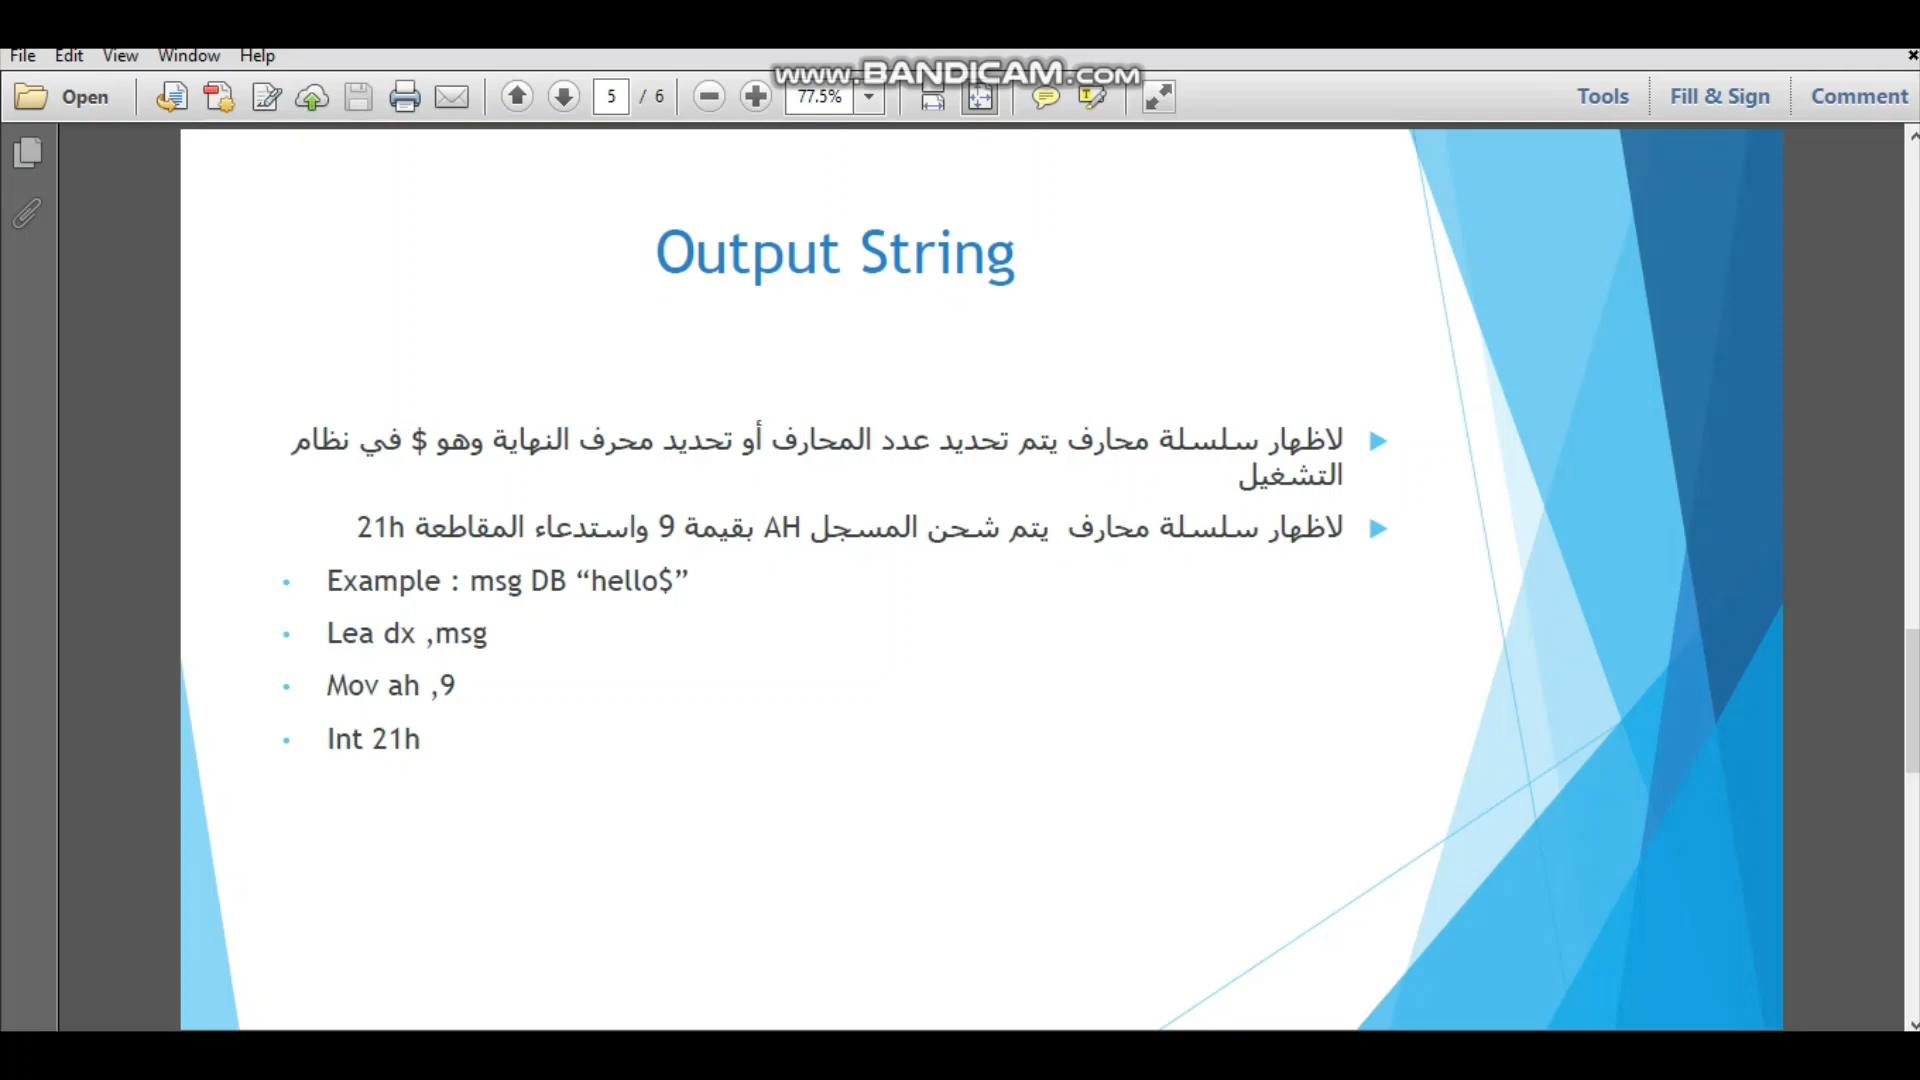 www.BANDICAM.com
File Edit View Window Help
Open 5 / 6 77.5% Tools Fill & Sign Comment
Output String
لاظهار سلسلة محارف يتم تحديد عدد المحارف أو تحديد محرف النهاية وهو $ في نظام
التشغيل
لاظهار سلسلة محارف يتم شحن المسجل AH بقيمة 9 واستدعاء المقاطعة 21h
• Example : msg DB “hello$”
• Lea dx ,msg
• Mov ah ,9
• Int 21h